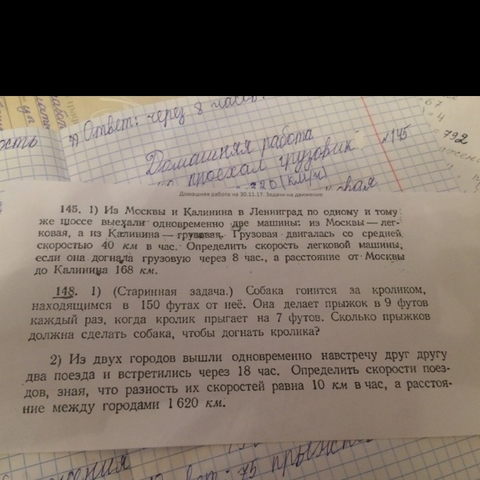 Ответ: через 8 часов.
Домашняя работа
№145
проехал грузовик
Домашняя работа на 30.11.17. Задачи на движение
145. 1) Из Москвы и Калинина в Ленинград по одному и тому
же шоссе выехали одновременно две машины: из Москвы — лег-
ковая, а из Калинина — грузовая. Грузовая двигалась со средней
скоростью 40 км в час. Определить скорость легковой машины,
если она догнала грузовую через 8 час., а расстояние от Москвы
до Калинина 168 км.
148. 1) (Старинная задача.) Собака гонится за кроликом,
находящимся в 150 футах от неё. Она делает прыжок в 9 футов
каждый раз, когда кролик прыгает на 7 футов. Сколько прыжков
должна сделать собака, чтобы догнать кролика?
2) Из двух городов вышли одновременно навстречу друг другу
два поезда и встретились через 18 час. Определить скорости поез-
дов, зная, что разность их скоростей равна 10 км в час, а расстоя-
ние между городами 1 620 км.
75